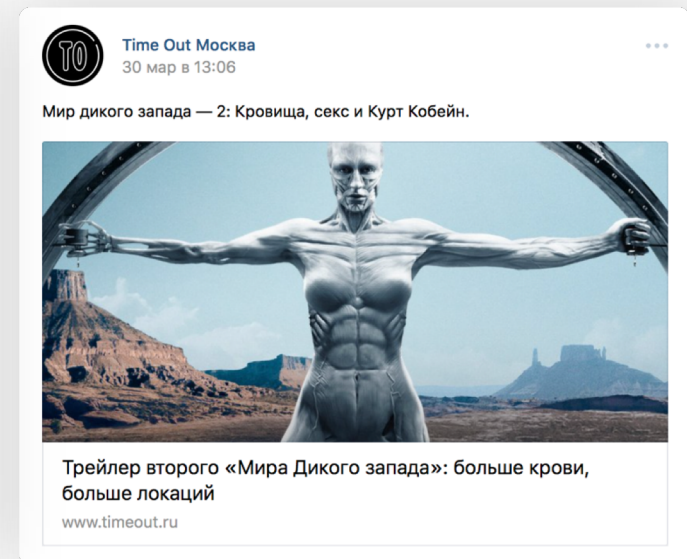 TO
Time Out Москва
30 мар в 13:06
Мир дикого запада — 2: Кровища, секс и Курт Кобейн.
Трейлер второго «Мира Дикого запада»: больше крови,
больше локаций
www.timeout.ru